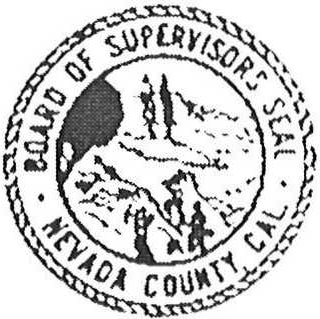 BOARD OF SUPERVISORS SEAL
NEVADA COUNTY CAL.